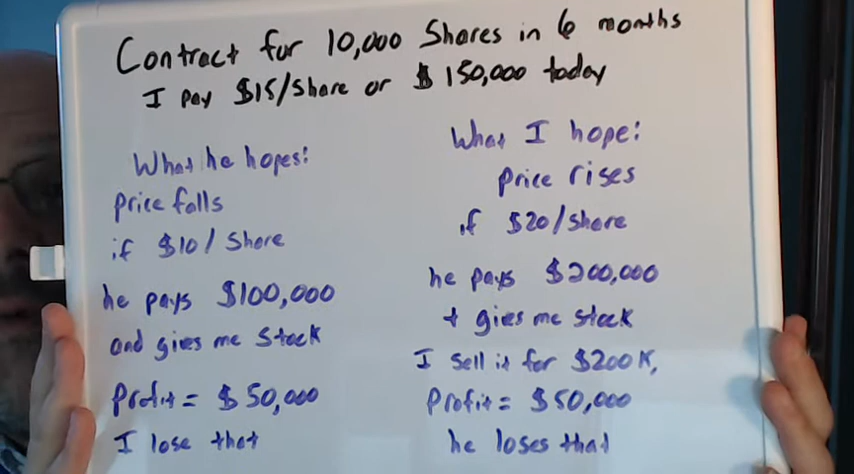 Contract for 10,000 Shares in 6 months
I pay $15/share or $150,000 today
What he hopes:
price falls
if $10/share
he pays $100,000
and gives me stock
Profit = $50,000
I lose that
What I hope:
price rises
if $20/share
he pays $200,000
+ gives me stock
I sell it for $200K,
Profit = $50,000
he loses that